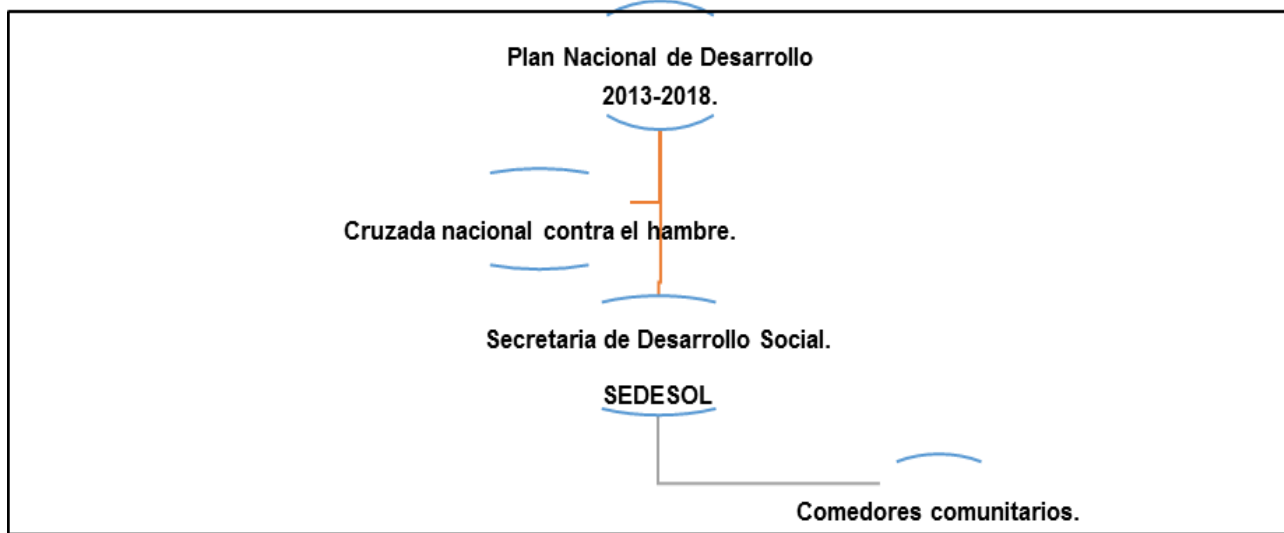 Plan Nacional de Desarrollo
2013-2018.
Cruzada nacional contra el hambre.
Secretaria de Desarrollo Social.
SEDESOL
Comedores comunitarios.